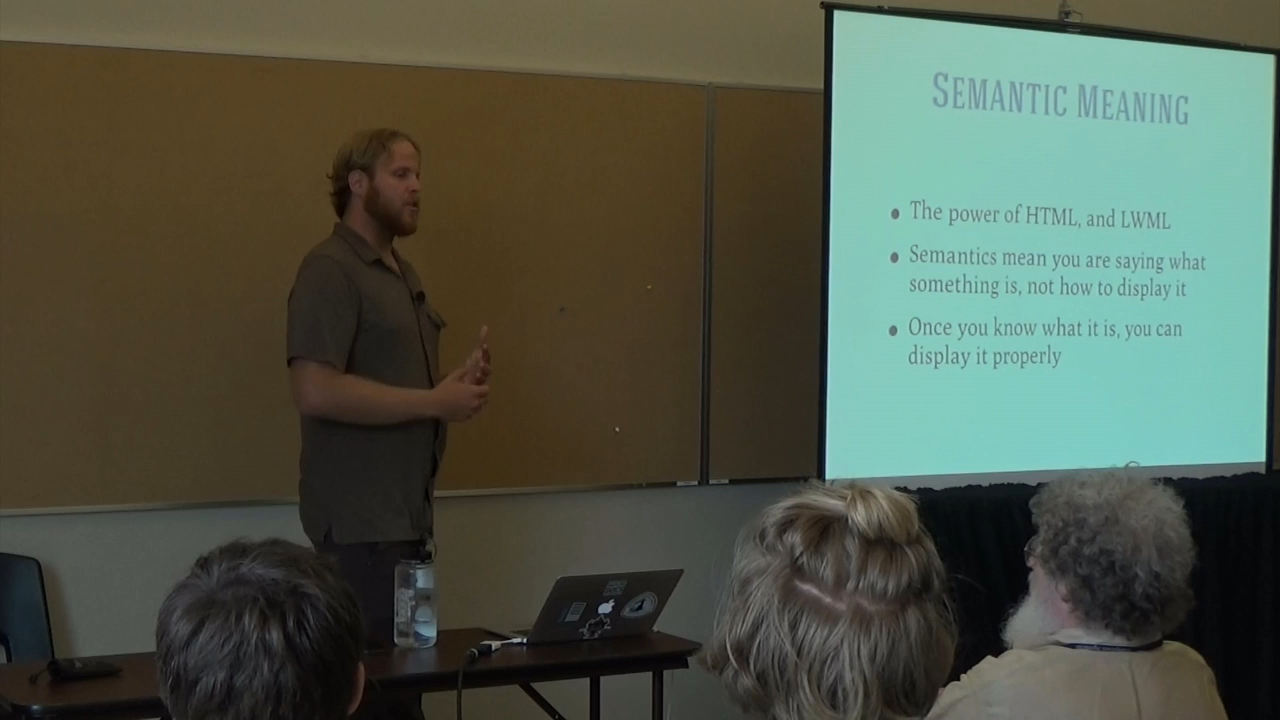 SEMANTIC MEANING
• The power of HTML, and LWML
• Semantics mean you are saying what
something is, not how to display it
• Once you know what it is, you can
display it properly